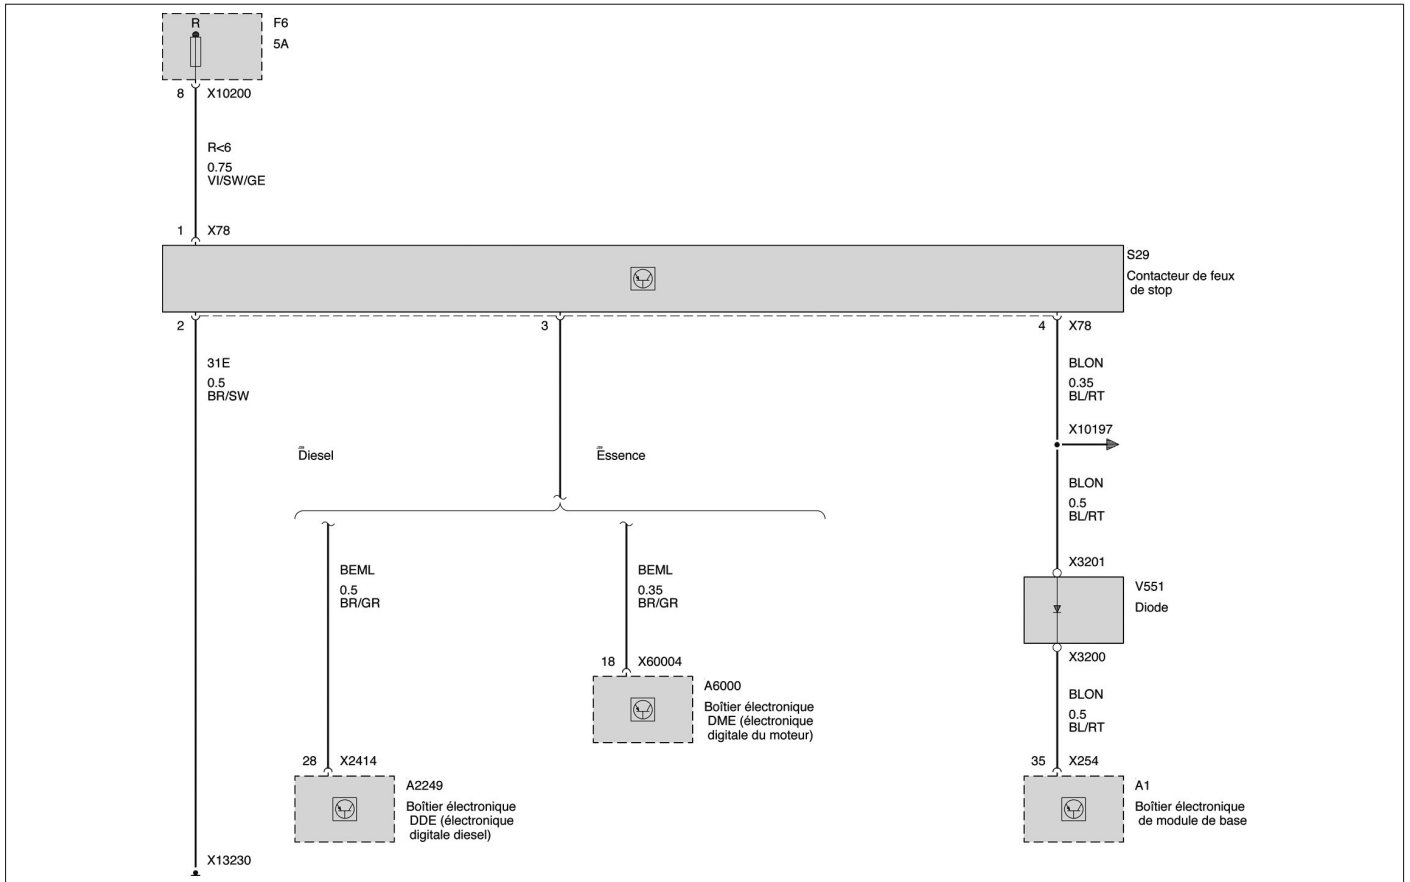 R
F6
5A
8 X10200
R<6
0.75
VI/SW/GE
1 X78
S29
Contacteur de feux
de stop
2 3 4 X78
31E
0.5
BR/SW
BLON
0.35
BL/RT
X10197
Diesel
Essence
BLON
0.5
BL/RT
X3201
V551
Diode
X3200
BEML
0.5
BR/GR
BEML
0.35
BR/GR
18 X60004
A6000
Boîtier électronique
DME (électronique
digitale du moteur)
BLON
0.5
BL/RT
28 X2414
A2249
Boîtier électronique
DDE (électronique
digitale diesel)
35 X254
A1
Boîtier électronique
de module de base
X13230